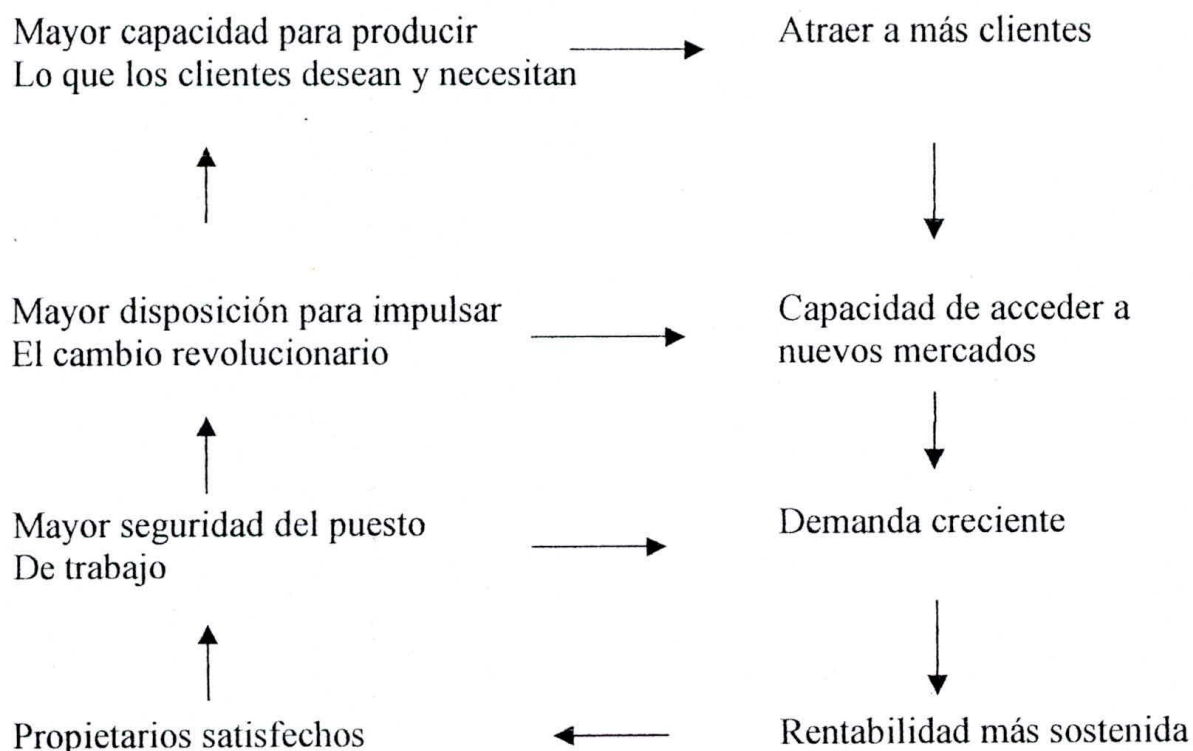 Mayor capacidad para producir
Lo que los clientes desean y necesitan
Atraer a más clientes
Mayor disposición para impulsar
El cambio revolucionario
Capacidad de acceder a
nuevos mercados
Mayor seguridad del puesto
De trabajo
Demanda creciente
Propietarios satisfechos
Rentabilidad más sostenida